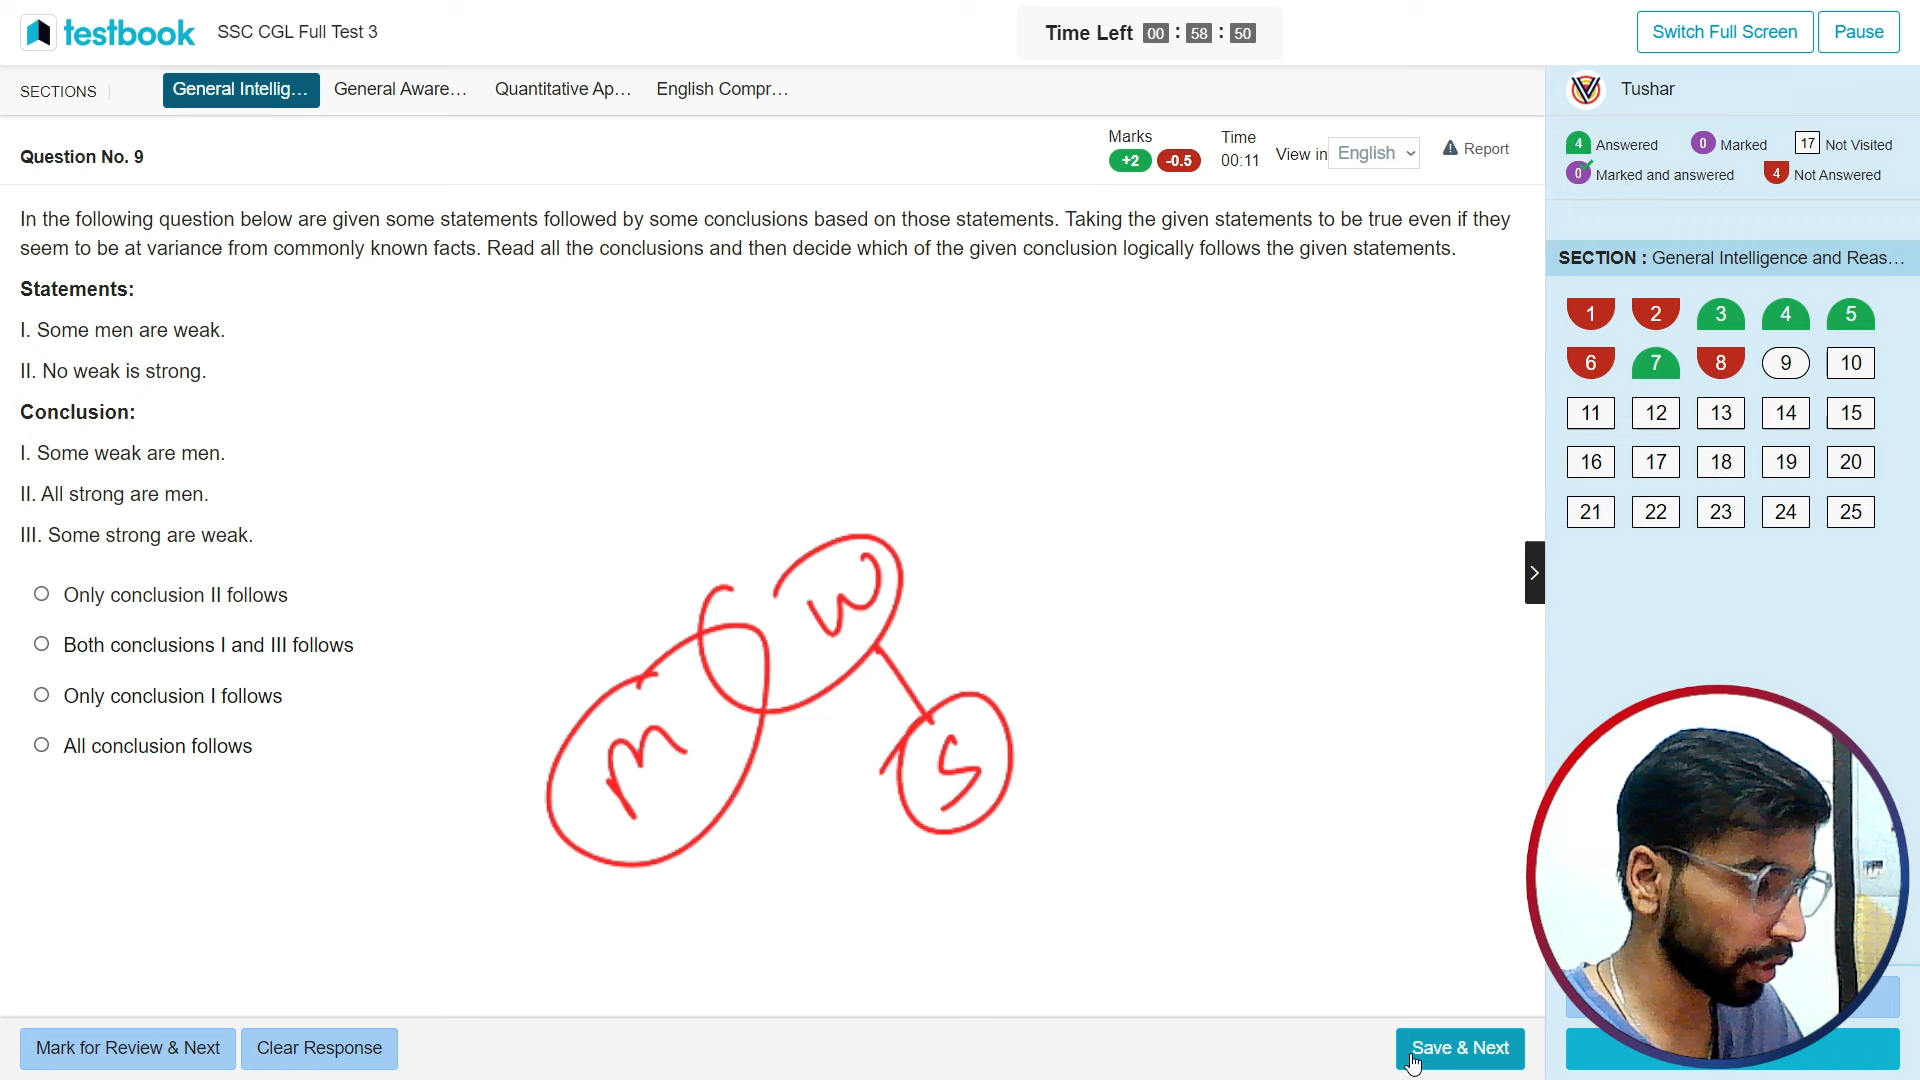 testbook SSC CGL Full Test 3 Time Left 00 : 58 : 50 Switch Full Screen Pause
SECTIONS General Intellig... General Aware... Quantitative Ap... English Compr... Tushar
Question No. 9 Marks +2 -0.5 Time 00:11 View in English Report
4 Answered 0 Marked 17 Not Visited
0 Marked and answered 4 Not Answered
In the following question below are given some statements followed by some conclusions based on those statements. Taking the given statements to be true even if they
seem to be at variance from commonly known facts. Read all the conclusions and then decide which of the given conclusion logically follows the given statements.
Statements:
I. Some men are weak.
II. No weak is strong.
Conclusion:
I. Some weak are men.
II. All strong are men.
III. Some strong are weak.
Only conclusion II follows
Both conclusions I and III follows
Only conclusion I follows
All conclusion follows
w
m
s
SECTION : General Intelligence and Reas...
1 2 3 4 5
6 7 8 9 10
11 12 13 14 15
16 17 18 19 20
21 22 23 24 25
Mark for Review & Next Clear Response Save & Next